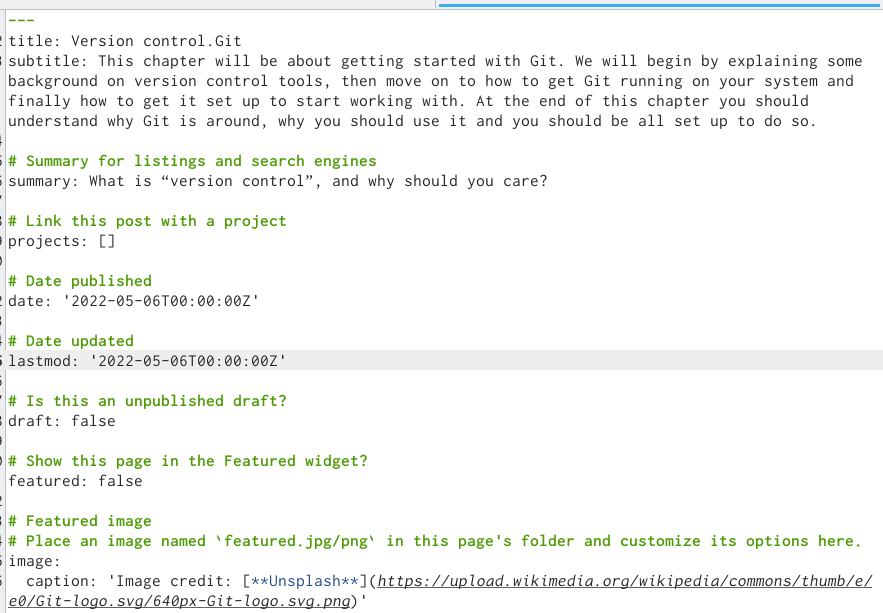 ---
title: Version control.Git
subtitle: This chapter will be about getting started with Git. We will begin by explaining some
background on version control tools, then move on to how to get Git running on your system and
finally how to get it set up to start working with. At the end of this chapter you should
understand why Git is around, why you should use it and you should be all set up to do so.
# Summary for listings and search engines
summary: What is “version control”, and why should you care?
# Link this post with a project
projects: []
# Date published
date: '2022-05-06T00:00:00Z'
# Date updated
lastmod: '2022-05-06T00:00:00Z'
# Is this an unpublished draft?
draft: false
# Show this page in the Featured widget?
featured: false
# Featured image
# Place an image named `featured.jpg/png` in this page's folder and customize its options here.
image:
  caption: 'Image credit: [**Unsplash**](https://upload.wikimedia.org/wikipedia/commons/thumb/e/
e0/Git-logo.svg/640px-Git-logo.svg.png)'